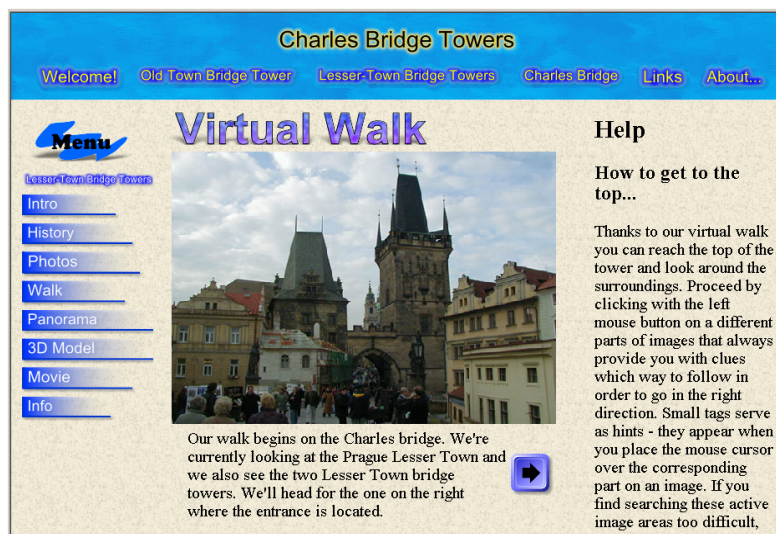 Charles Bridge Towers
Welcome! Old Town Bridge Tower Lesser-Town Bridge Towers Charles Bridge Links About...
Menu
Lesser-Town Bridge Towers
Intro
History
Photos
Walk
Panorama
3D Model
Movie
Info
Virtual Walk
Our walk begins on the Charles bridge. We're
currently looking at the Prague Lesser Town and
we also see the two Lesser Town bridge
towers. We'll head for the one on the right
where the entrance is located.
Help
How to get to the
top...
Thanks to our virtual walk
you can reach the top of the
tower and look around the
surroundings. Proceed by
clicking with the left
mouse button on a different
parts of images that always
provide you with clues
which way to follow in
order to go in the right
direction. Small tags serve
as hints - they appear when
you place the mouse cursor
over the corresponding
part on an image. If you
find searching these active
image areas too difficult,